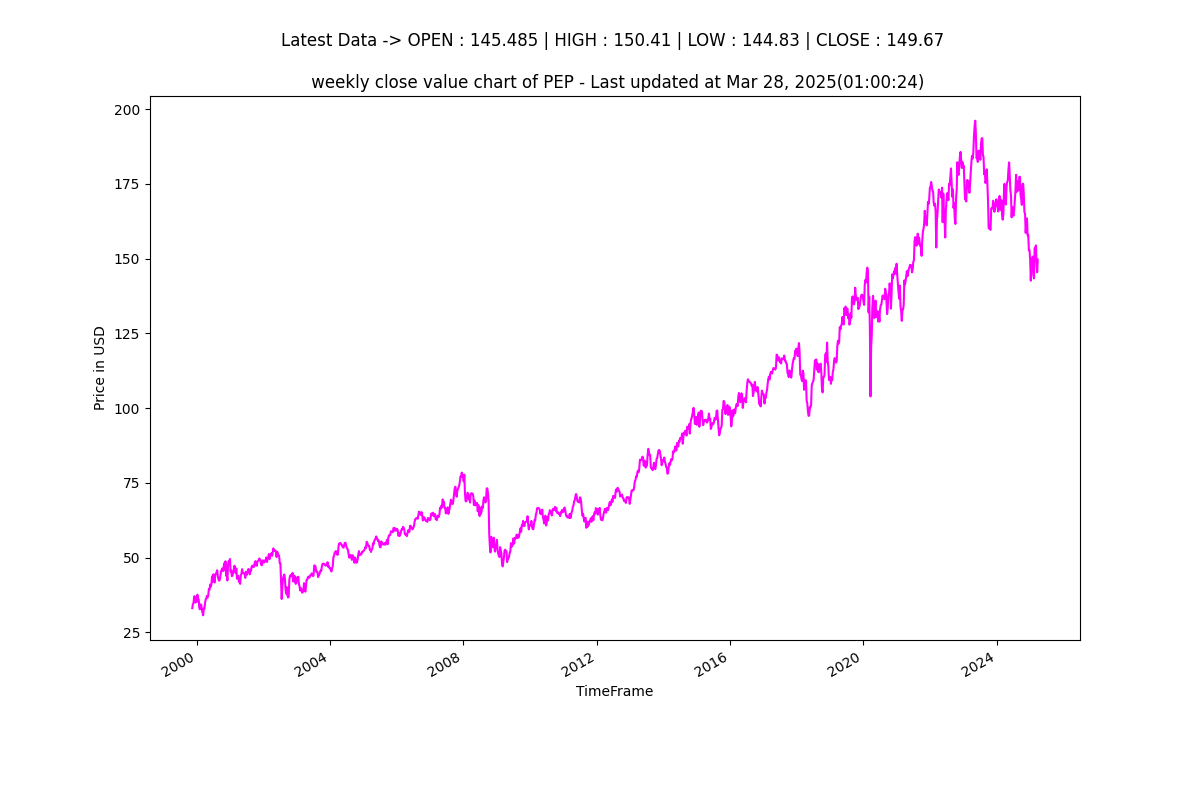 Latest Data -> OPEN : 145.485 | HIGH : 150.41 | LOW : 144.83 | CLOSE : 149.67
weekly close value chart of PEP - Last updated at Mar 28, 2025(01:00:24)
200
175
150
125
100
75
50
25
Price in USD
2000 2004 2008 2012 2016 2020 2024
TimeFrame